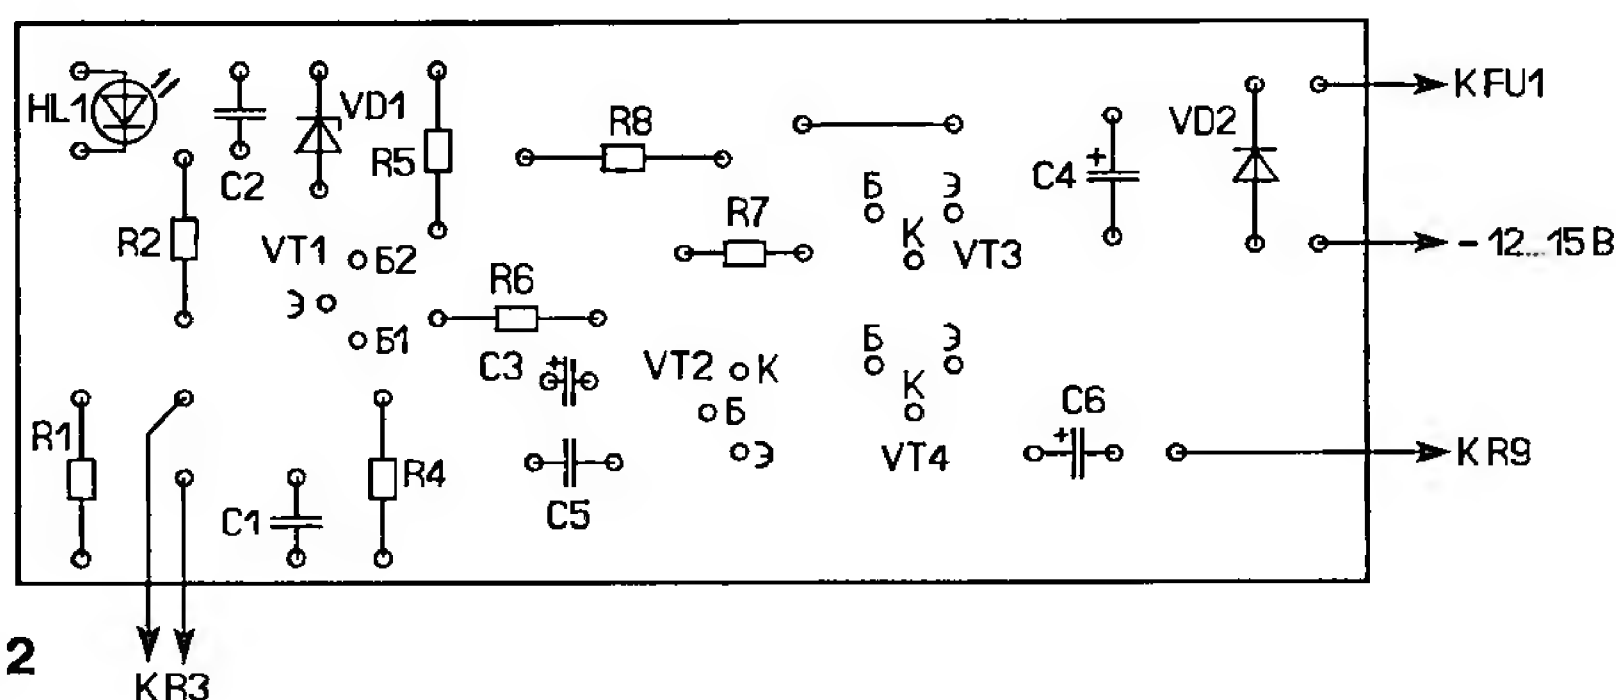 К FU1
HL1
VD1
VD2
R8
R5
C2
+
C4
Б
Э
R7
R2
VT1
Б2
К
VT3
- 12...15 В
R6
Э
Б1
Б
Э
C3
+
VT2
К
К
Б
C6
R1
+
К R9
R4
Э
VT4
C1
C5
2
К R3